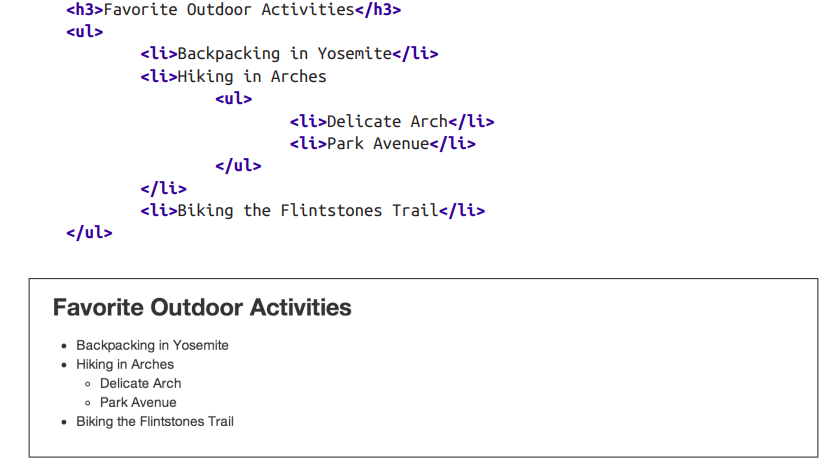 <h3>Favorite Outdoor Activities</h3>
<ul>
<li>Backpacking in Yosemite</li>
<li>Hiking in Arches
<ul>
<li>Delicate Arch</li>
<li>Park Avenue</li>
</ul>
</li>
<li>Biking the Flintstones Trail</li>
</ul>
Favorite Outdoor Activities
• Backpacking in Yosemite
• Hiking in Arches
◦ Delicate Arch
◦ Park Avenue
• Biking the Flintstones Trail